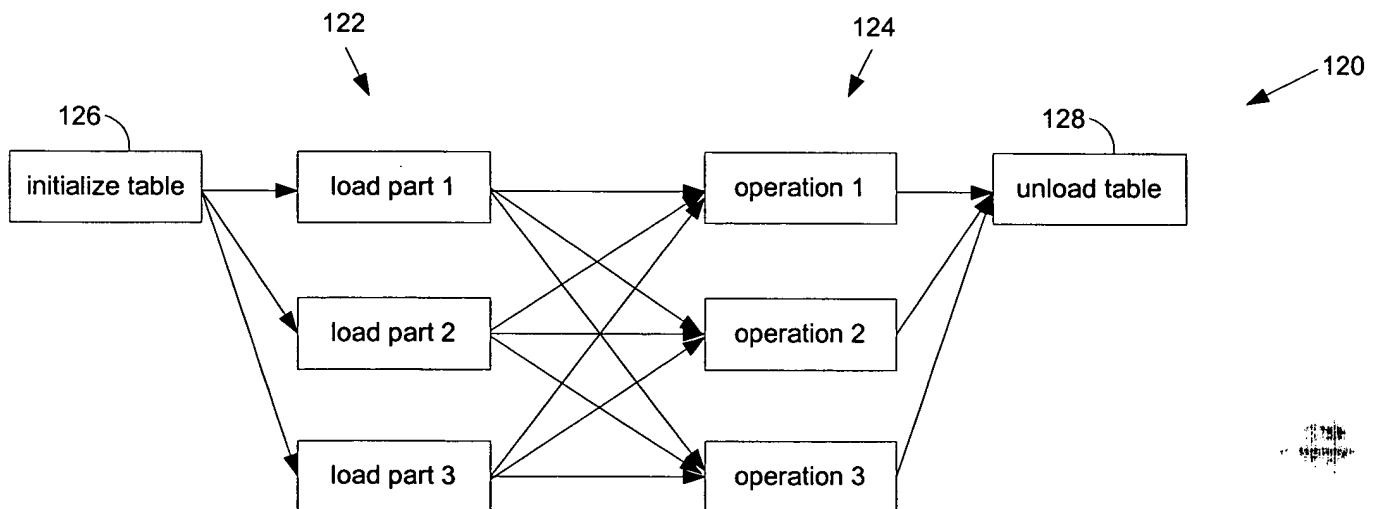 122
124
120
126
128
initialize table
load part 1
operation 1
unload table
load part 2
operation 2
load part 3
operation 3